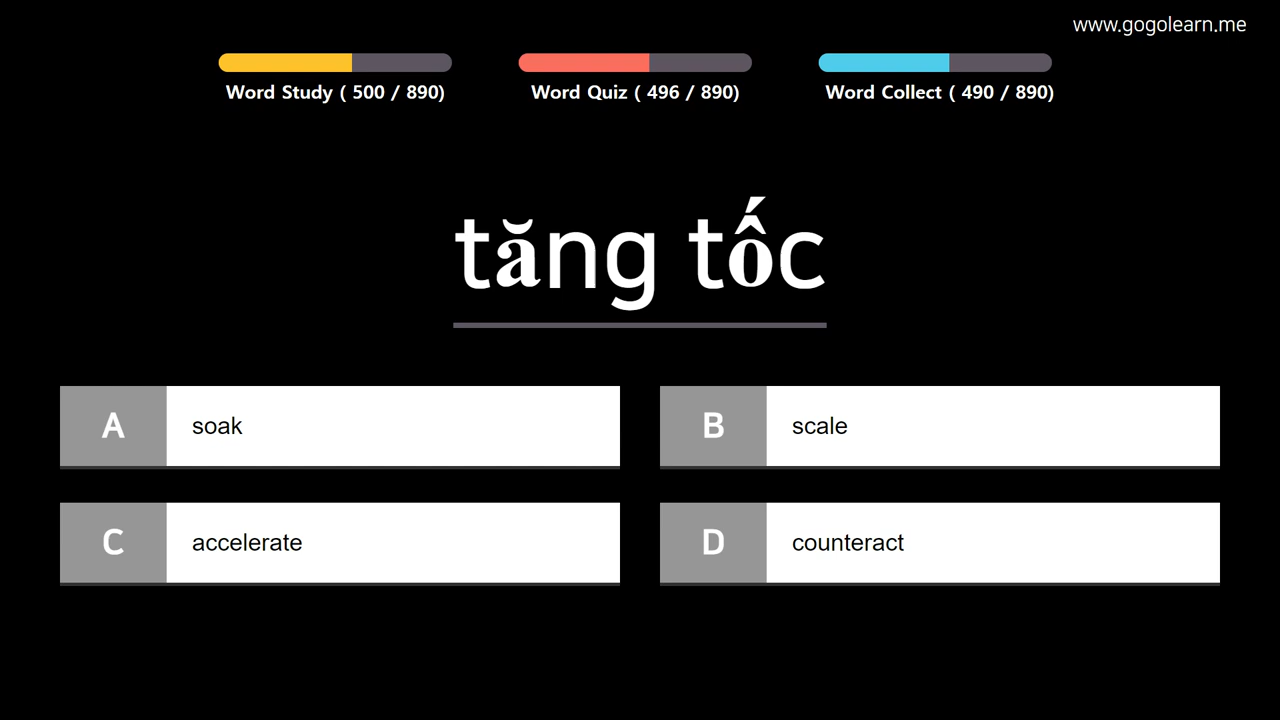 www.gogolearn.me
Word Study ( 500 / 890)
Word Quiz ( 496 / 890)
Word Collect ( 490 / 890)
tăng tốc
A soak
B scale
C accelerate
D counteract